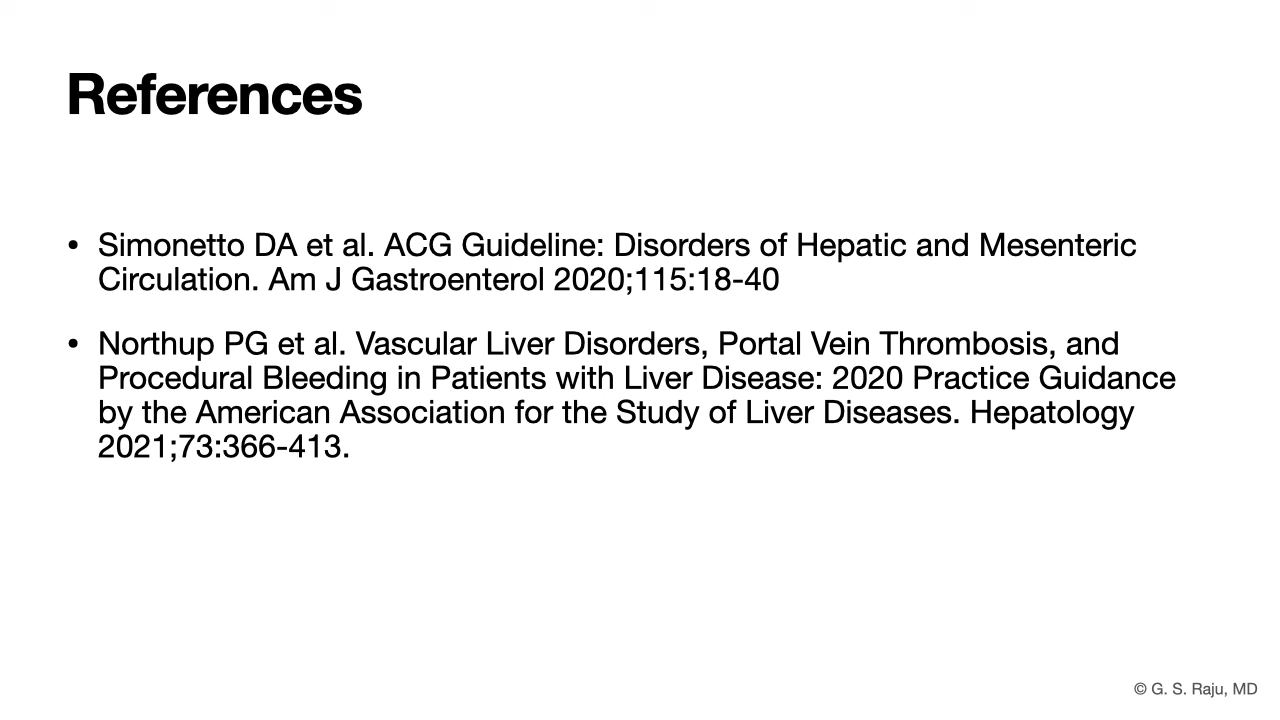 References
• Simonetto DA et al. ACG Guideline: Disorders of Hepatic and Mesenteric
Circulation. Am J Gastroenterol 2020;115:18-40
• Northup PG et al. Vascular Liver Disorders, Portal Vein Thrombosis, and
Procedural Bleeding in Patients with Liver Disease: 2020 Practice Guidance
by the American Association for the Study of Liver Diseases. Hepatology
2021;73:366-413.
© G. S. Raju, MD